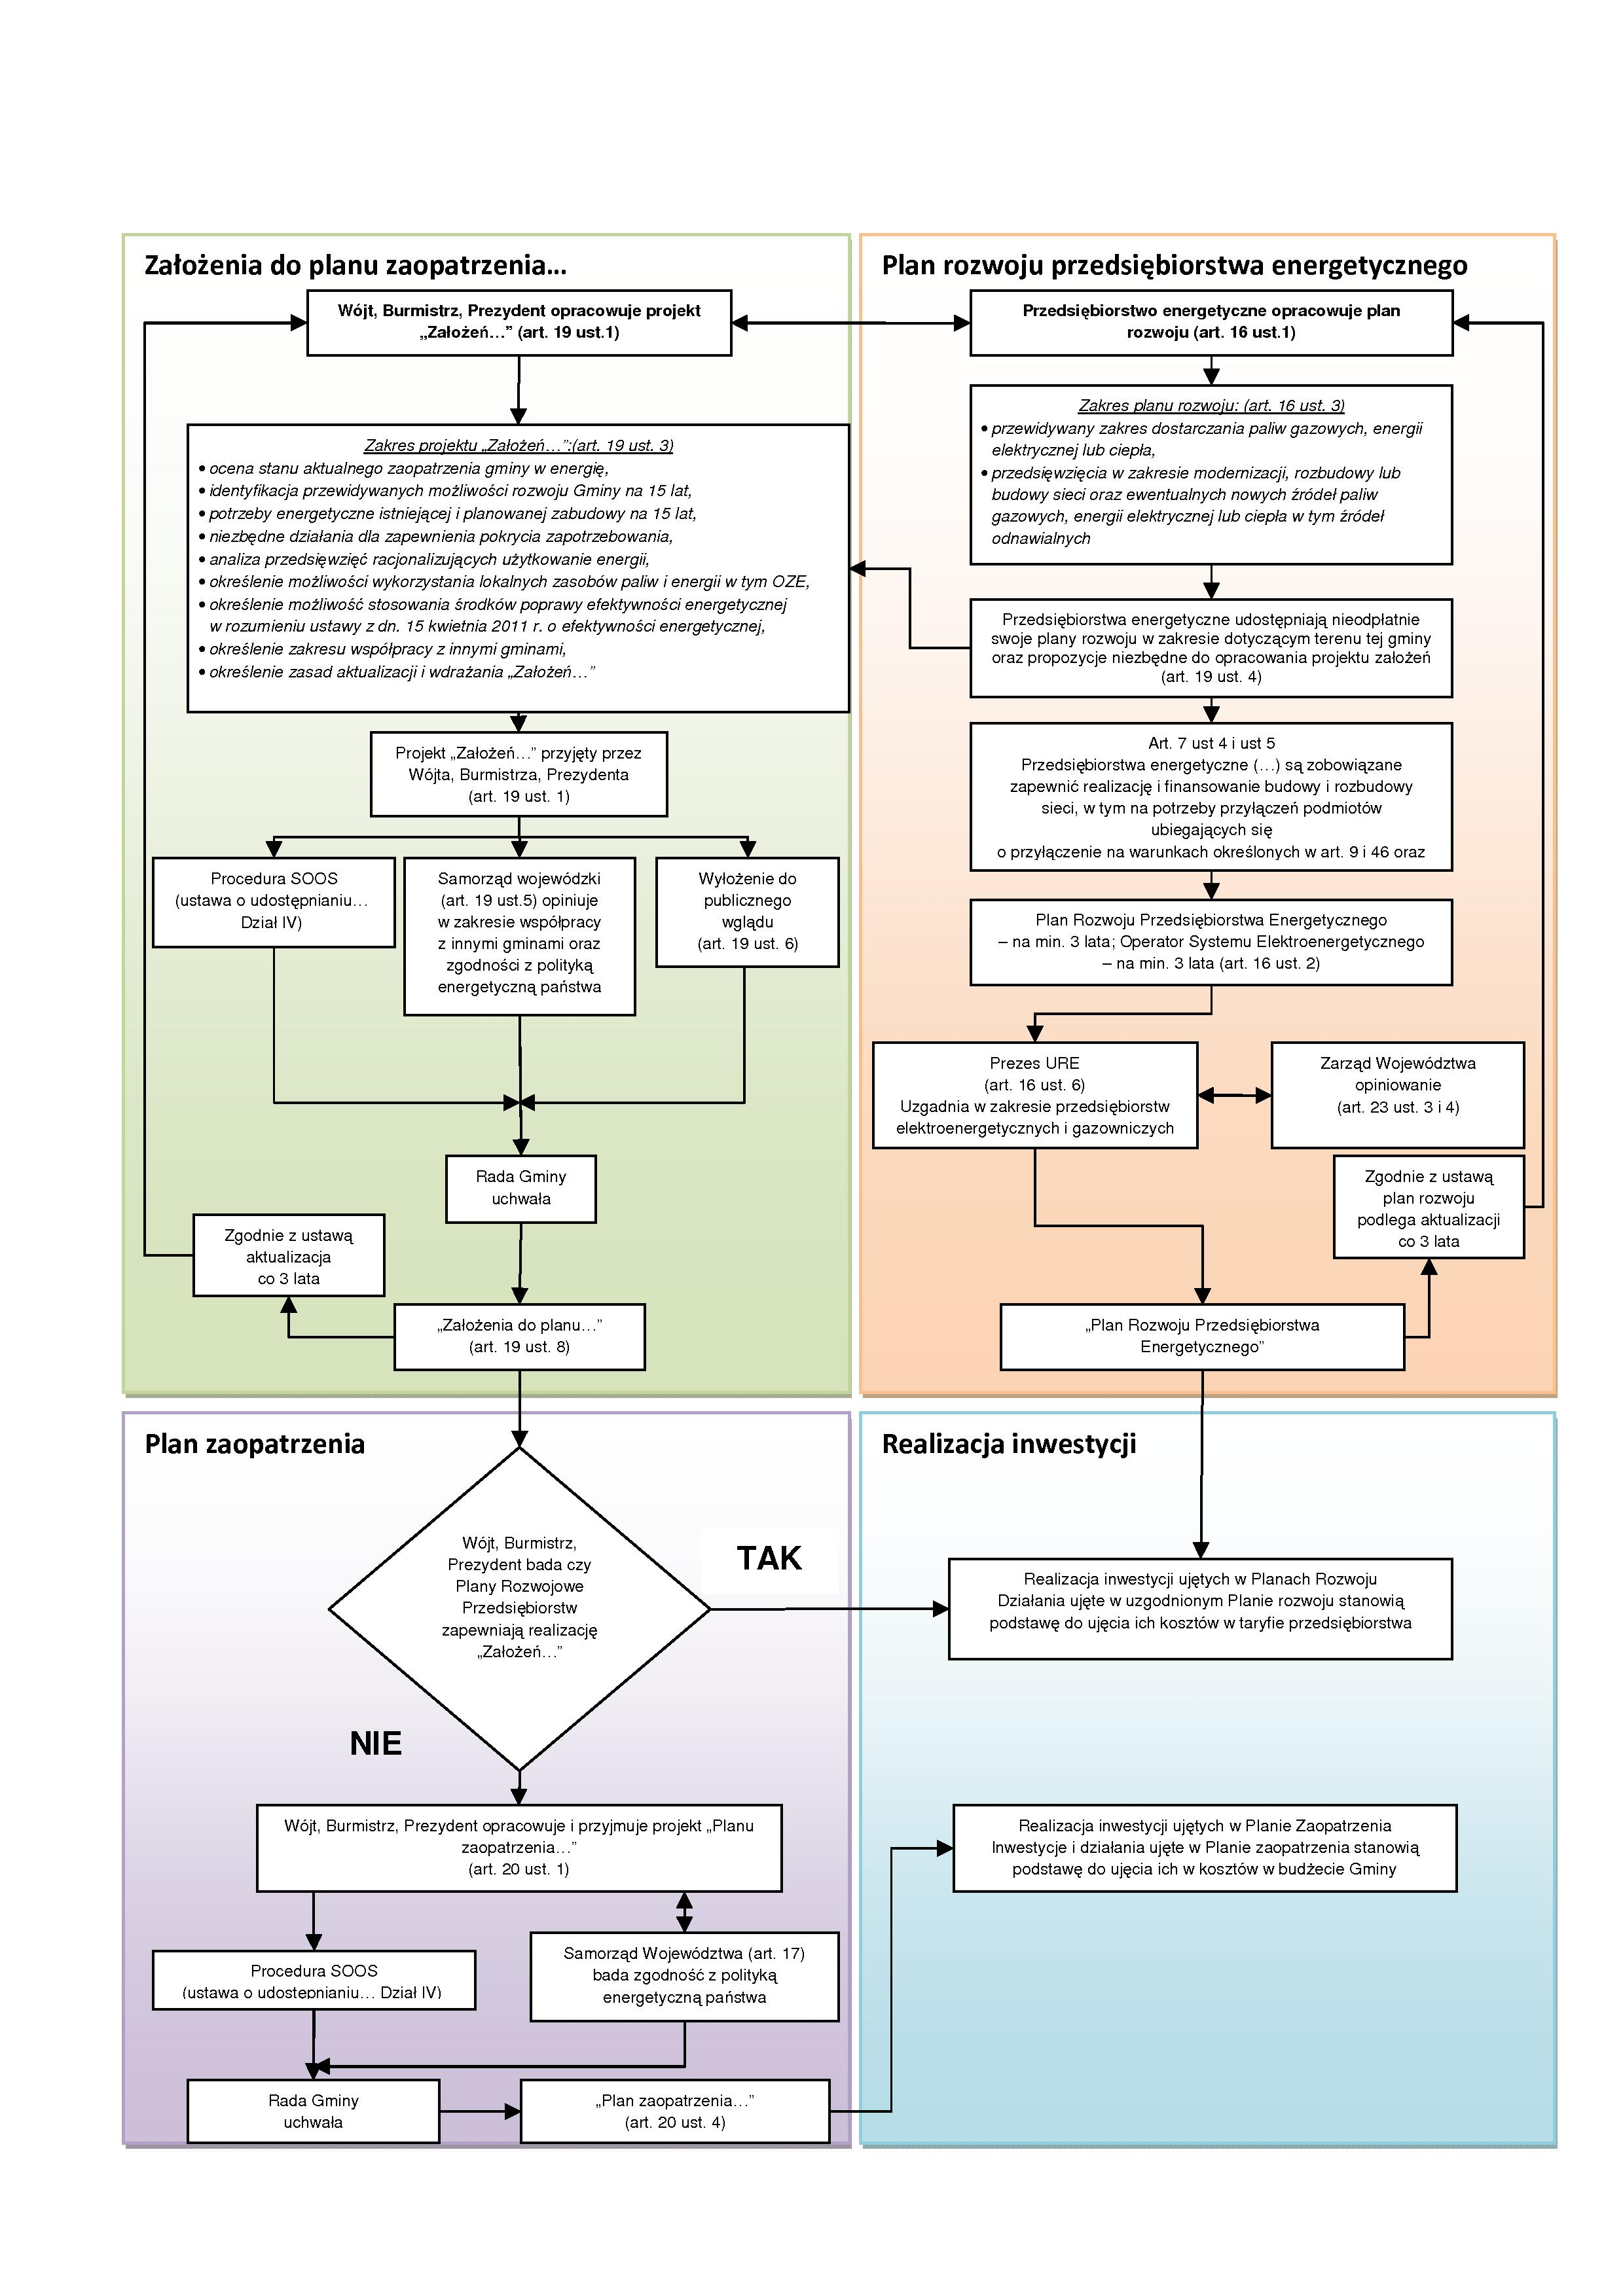 Założenia do planu zaopatrzenia...
Wójt, Burmistrz, Prezydent opracowuje projekt
„Założeń…” (art. 19 ust.1)
Zakres projektu „Założeń…”:(art. 19 ust. 3)
• ocena stanu aktualnego zaopatrzenia gminy w energię,
• identyfikacja przewidywanych możliwości rozwoju Gminy na 15 lat,
• potrzeby energetyczne istniejącej i planowanej zabudowy na 15 lat,
• niezbędne działania dla zapewnienia pokrycia zapotrzebowania,
• analiza przedsięwzięć racjonalizujących użytkowanie energii,
• określenie możliwości wykorzystania lokalnych zasobów paliw i energii w tym OZE,
• określenie możliwość stosowania środków poprawy efektywności energetycznej
w rozumieniu ustawy z dn. 15 kwietnia 2011 r. o efektywności energetycznej,
• określenie zakresu współpracy z innymi gminami,
• określenie zasad aktualizacji i wdrażania „Założeń…”
Projekt „Założeń…” przyjęty przez
Wójta, Burmistrza, Prezydenta
(art. 19 ust. 1)
Procedura SOOS
(ustawa o udostępnianiu…
Dział IV)
Samorząd wojewódzki
(art. 19 ust.5) opiniuje
w zakresie współpracy
z innymi gminami oraz
zgodności z polityką
energetyczną państwa
Wyłożenie do
publicznego
wglądu
(art. 19 ust. 6)
Rada Gminy
uchwała
Zgodnie z ustawą
aktualizacja
co 3 lata
„Założenia do planu…”
(art. 19 ust. 8)
Plan rozwoju przedsiębiorstwa energetycznego
Przedsiębiorstwo energetyczne opracowuje plan
rozwoju (art. 16 ust.1)
Zakres planu rozwoju: (art. 16 ust. 3)
• przewidywany zakres dostarczania paliw gazowych, energii
elektrycznej lub ciepła,
• przedsięwzięcia w zakresie modernizacji, rozbudowy lub
budowy sieci oraz ewentualnych nowych źródeł paliw
gazowych, energii elektrycznej lub ciepła w tym źródeł
odnawialnych
Przedsiębiorstwa energetyczne udostępniają nieodpłatnie
swoje plany rozwoju w zakresie dotyczącym terenu tej gminy
oraz propozycje niezbędne do opracowania projektu założeń
(art. 19 ust. 4)
Art. 7 ust 4 i ust 5
Przedsiębiorstwa energetyczne (…) są zobowiązane
zapewnić realizację i finansowanie budowy i rozbudowy
sieci, w tym na potrzeby przyłączeń podmiotów
ubiegających się
o przyłączenie na warunkach określonych w art. 9 i 46 oraz
Plan Rozwoju Przedsiębiorstwa Energetycznego
– na min. 3 lata; Operator Systemu Elektroenergetycznego
– na min. 3 lata (art. 16 ust. 2)
Prezes URE
(art. 16 ust. 6)
Uzgadnia w zakresie przedsiębiorstw
elektroenergetycznych i gazowniczych
Zarząd Województwa
opiniowanie
(art. 23 ust. 3 i 4)
Zgodnie z ustawą
plan rozwoju
podlega aktualizacji
co 3 lata
„Plan Rozwoju Przedsiębiorstwa
Energetycznego”
Plan zaopatrzenia
Wójt, Burmistrz,
Prezydent bada czy
Plany Rozwojowe
Przedsiębiorstw
zapewniają realizację
„Założeń…”
TAK
NIE
Wójt, Burmistrz, Prezydent opracowuje i przyjmuje projekt „Planu
zaopatrzenia…”
(art. 20 ust. 1)
Procedura SOOS
(ustawa o udostępnianiu… Dział IV)
Samorząd Województwa (art. 17)
bada zgodność z polityką
energetyczną państwa
Rada Gminy
uchwała
„Plan zaopatrzenia…”
(art. 20 ust. 4)
Realizacja inwestycji
Realizacja inwestycji ujętych w Planach Rozwoju
Działania ujęte w uzgodnionym Planie rozwoju stanowią
podstawę do ujęcia ich kosztów w taryfie przedsiębiorstwa
Realizacja inwestycji ujętych w Planie Zaopatrzenia
Inwestycje i działania ujęte w Planie zaopatrzenia stanowią
podstawę do ujęcia ich w kosztów w budżecie Gminy